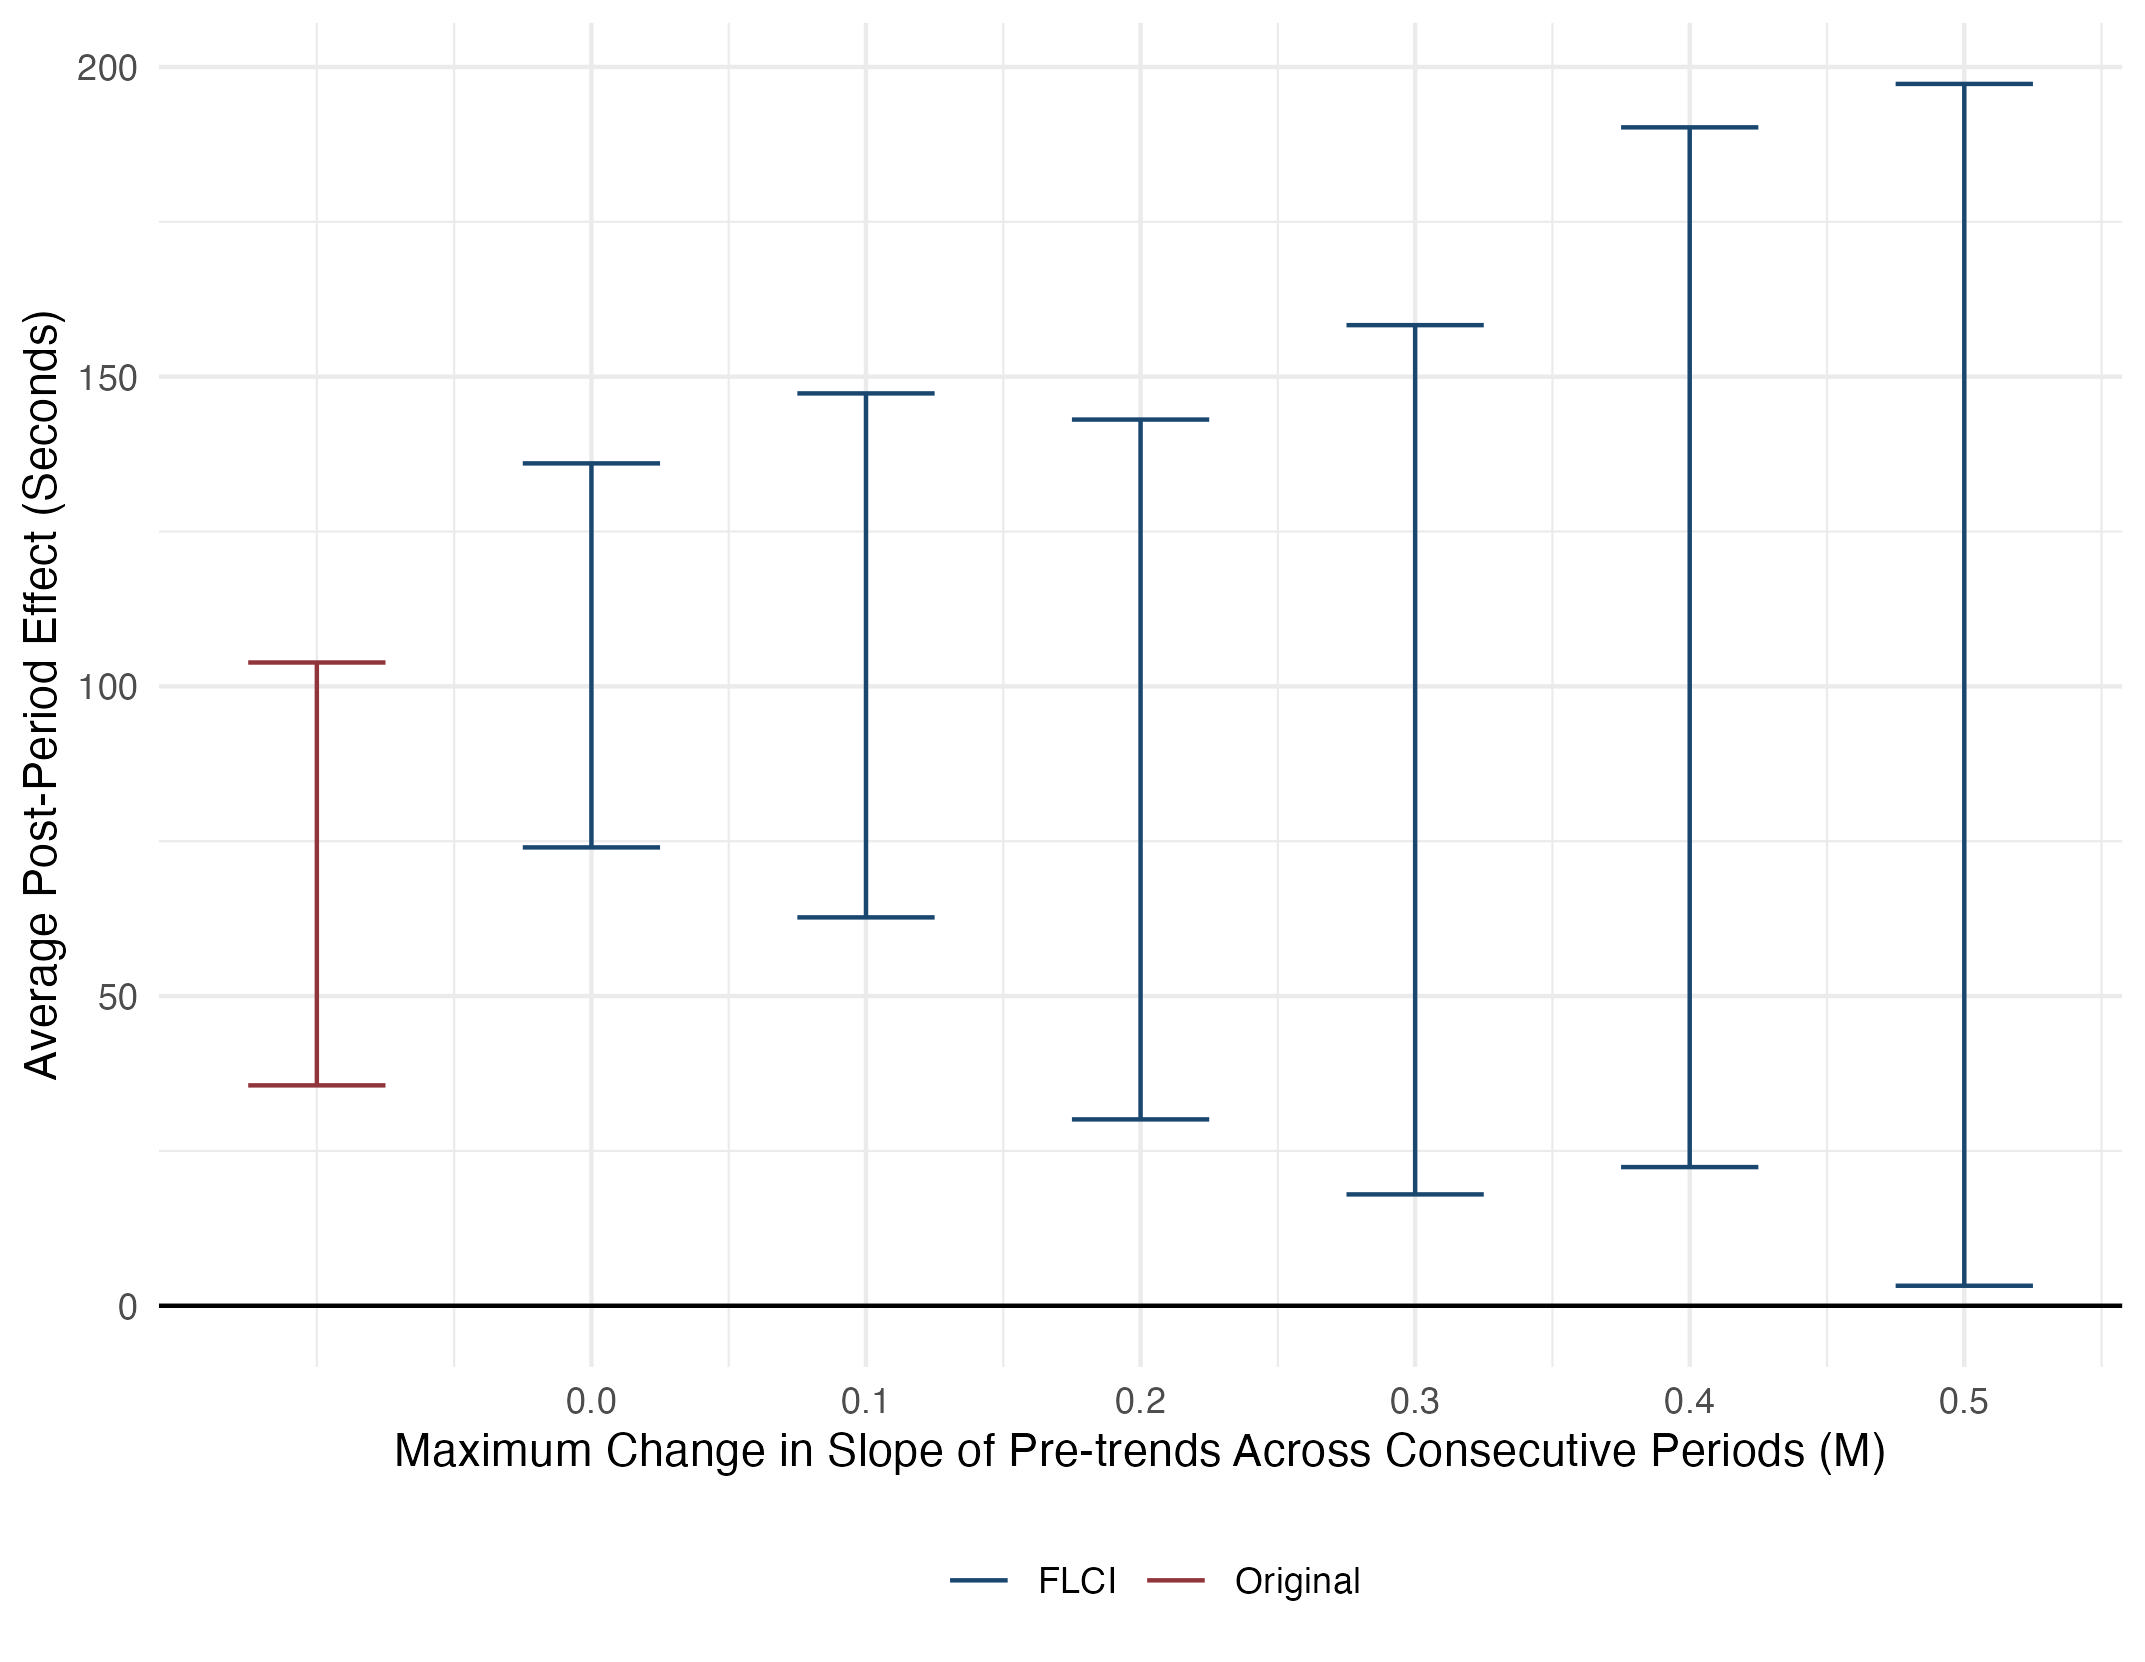 200
150
100
50
0
Average Post-Period Effect (Seconds)
0.0 0.1 0.2 0.3 0.4 0.5
Maximum Change in Slope of Pre-trends Across Consecutive Periods (M)
FLCI Original